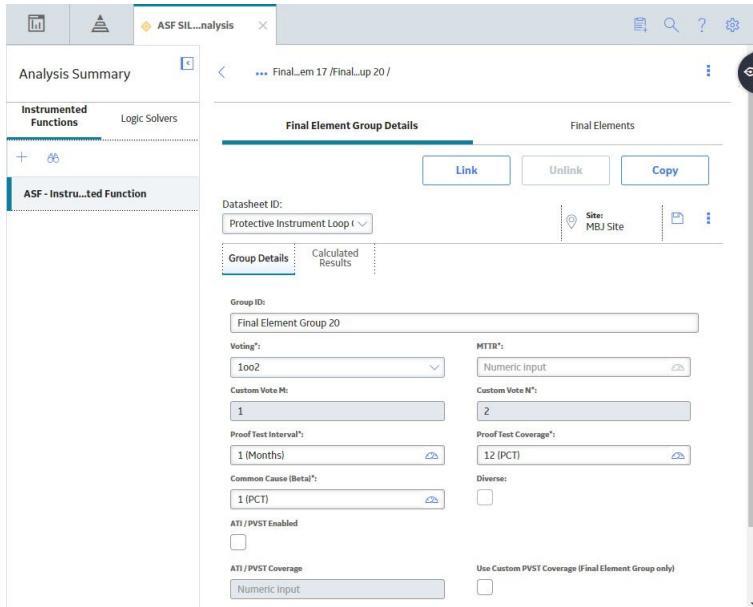 ASF SIL...nalysis
Analysis Summary
... Final...em 17 /Final...up 20 /
Instrumented
Functions
Logic Solvers
Final Element Group Details
Final Elements
Link
Unlink
Copy
ASF - Instru...ted Function
Datasheet ID:
Protective Instrument Loop (
Site:
MBJ Site
Group Details
Calculated
Results
Group ID:
Final Element Group 20
Voting*:
MTTR*:
1oo2
Numeric input
Custom Vote M:
Custom Vote N*:
1
2
Proof Test Interval*:
Proof Test Coverage*:
1 (Months)
12 (PCT)
Common Cause (Beta)*:
Diverse:
1 (PCT)
ATI / PVST Enabled
ATI / PVST Coverage
Use Custom PVST Coverage (Final Element Group only)
Numeric input